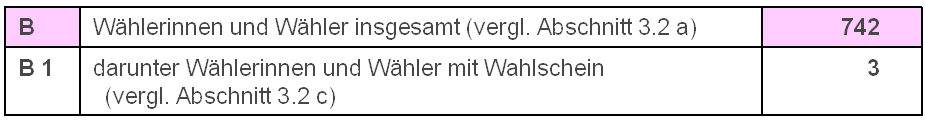 B Wählerinnen und Wähler insgesamt (vergl. Abschnitt 3.2 a) 742
B 1 darunter Wählerinnen und Wähler mit Wahlschein 3
(vergl. Abschnitt 3.2 c)